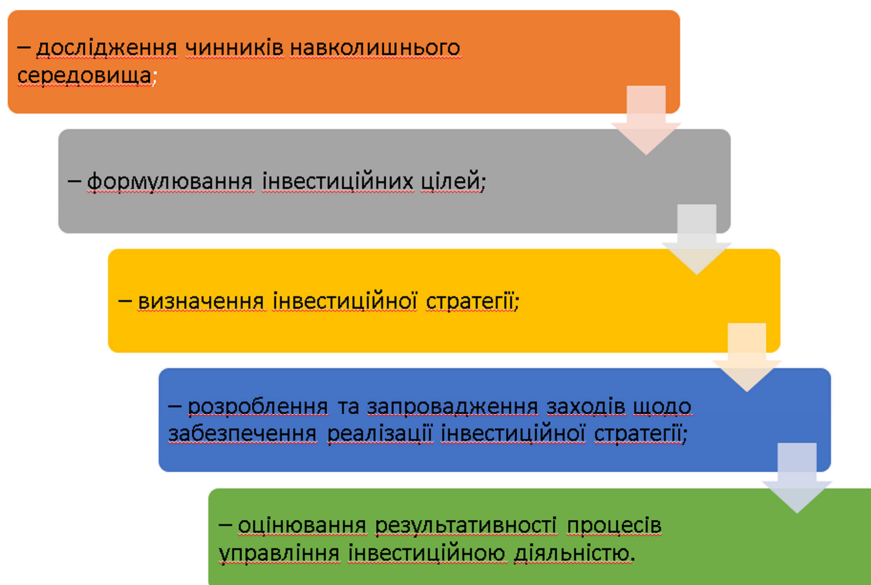 – дослідження чинників навколишнього
середовища;
– формулювання інвестиційних цілей;
– визначення інвестиційної стратегії;
– розроблення та запровадження заходів щодо
забезпечення реалізації інвестиційної стратегії;
– оцінювання результативності процесів
управління інвестиційною діяльністю.